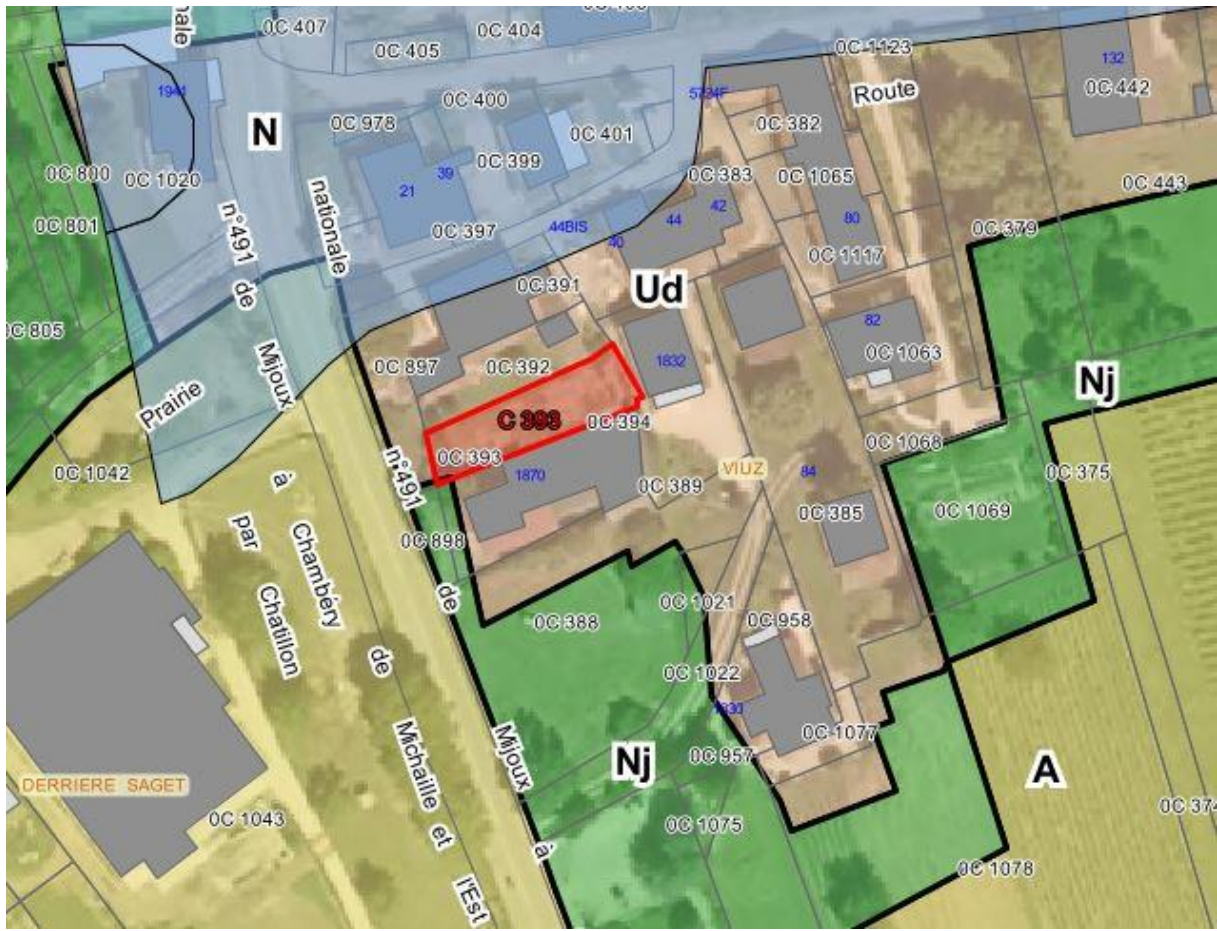 0C 407
0C 404
0C 405
0C 1123
132
0C 442
1941
0C 400
5724F
Route
N
0C 978
0C 401
0C 382
0C 399
0C 800
0C 1020
39
0C 383
0C 1065
21
0C 443
0C 801
n°491 de Mijoux à Chambéry de Michaille et l'Est
nationale
0C 397
44BIS
44
42
80
0C 379
40
0C 1117
0C 391
Ud
0C 805
82
0C 897
0C 392
1832
0C 1063
Nj
Prairie
C 393
0C 394
0C 393
0C 1068
0C 1042
n°491 de Mijoux à
1870
VIUZ
84
0C 375
0C 389
par Chatillon
0C 385
0C 1069
0C 898
0C 1021
0C 388
0C 958
0C 1022
0C 1077
Nj
0C 957
A
DERRIERE SAGET
0C 1043
0C 1075
0C 374
0C 1078